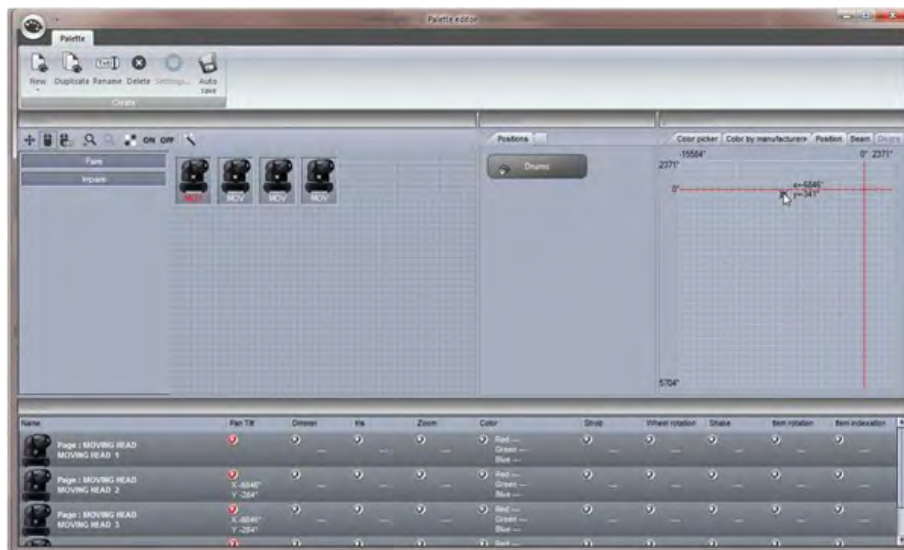 Palette editor
Palette
New Duplicate Rename Delete Settings... Auto save
Create
ON OFF
Positions
Color picker Color by manufacturers Position Beam
Paire
Impaire
MOV MOV MOV
Drums
-15584° 0° 2371°
2371°
0°
x=-6846°
y=-341°
5704°
Name Pan Tilt Dimmer Iris Zoom Color Strob Wheel rotation Shake Item rotation Item indexation
Page : MOVING HEAD
MOVING HEAD 1
Red ---
Green ---
Blue ---
Page : MOVING HEAD
MOVING HEAD 2
X -6846°
Y -284°
Red ---
Green ---
Blue ---
Page : MOVING HEAD
MOVING HEAD 3
X -6846°
Y -284°
Red ---
Green ---
Blue ---